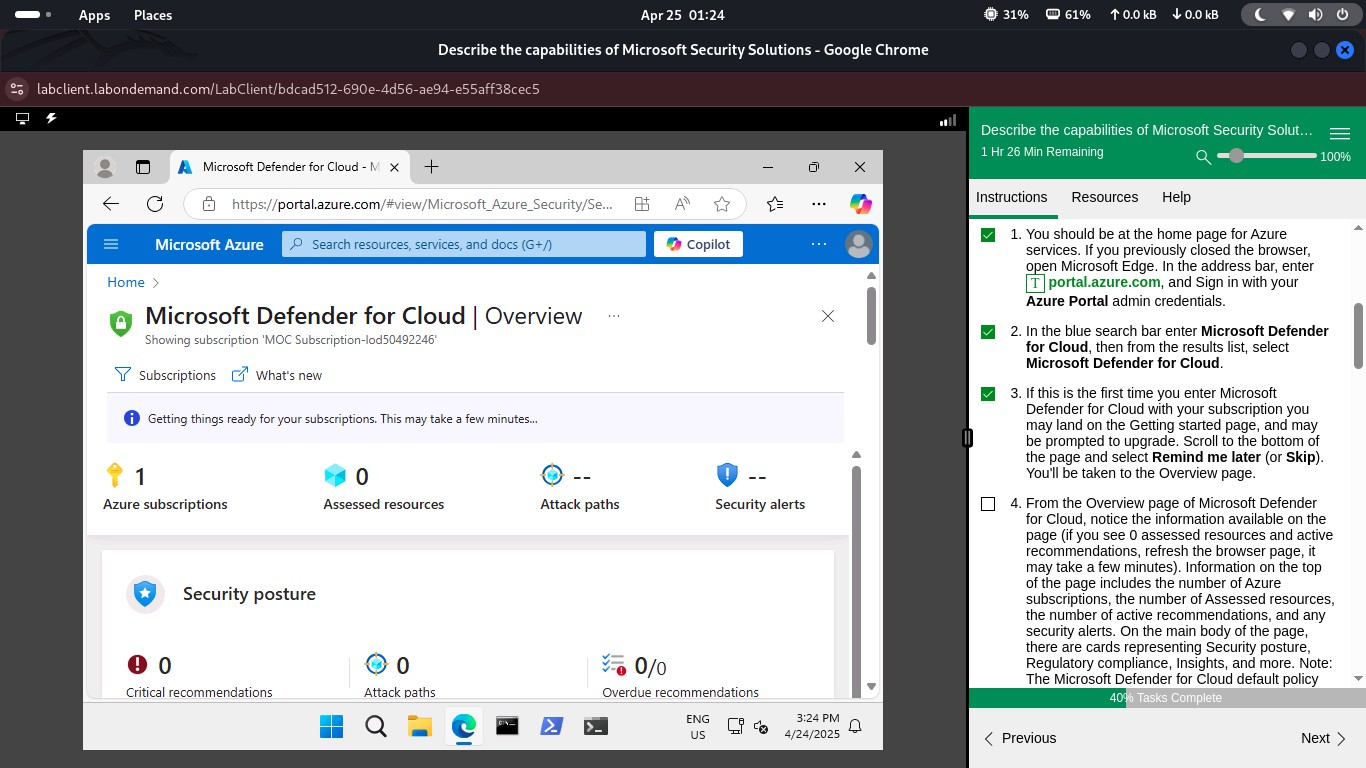 Apps Places Apr 25 01:24 31% 61% 0.0 kB 0.0 kB
Describe the capabilities of Microsoft Security Solutions - Google Chrome
labclient.labondemand.com/LabClient/bdcad512-690e-4d56-ae94-e55aff38cec5
Microsoft Defender for Cloud - M
https://portal.azure.com/#view/Microsoft_Azure_Security/Se...
Microsoft Azure
Search resources, services, and docs (G+/)
Copilot
Home
Microsoft Defender for Cloud | Overview
Showing subscription 'MOC Subscription-lod50492246'
Subscriptions What's new
Getting things ready for your subscriptions. This may take a few minutes...
1 0 -- --
Azure subscriptions Assessed resources Attack paths Security alerts
Security posture
0 0 0/0
Critical recommendations Attack paths Overdue recommendations
ENG
US
3:24 PM
4/24/2025
Describe the capabilities of Microsoft Security Solut...
1 Hr 26 Min Remaining
100%
Instructions Resources Help
1. You should be at the home page for Azure
services. If you previously closed the browser,
open Microsoft Edge. In the address bar, enter
T portal.azure.com, and Sign in with your
Azure Portal admin credentials.
2. In the blue search bar enter Microsoft Defender
for Cloud, then from the results list, select
Microsoft Defender for Cloud.
3. If this is the first time you enter Microsoft
Defender for Cloud with your subscription you
may land on the Getting started page, and may
be prompted to upgrade. Scroll to the bottom of
the page and select Remind me later (or Skip).
You'll be taken to the Overview page.
4. From the Overview page of Microsoft Defender
for Cloud, notice the information available on the
page (if you see 0 assessed resources and active
recommendations, refresh the browser page, it
may take a few minutes). Information on the top
of the page includes the number of Azure
subscriptions, the number of Assessed resources,
the number of active recommendations, and any
security alerts. On the main body of the page,
there are cards representing Security posture,
Regulatory compliance, Insights, and more. Note:
The Microsoft Defender for Cloud default policy
40% Tasks Complete
Previous Next